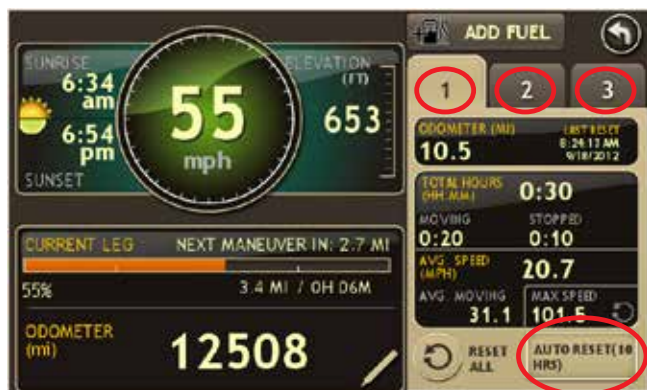 SUNRISE
6:34 am
6:54 pm
SUNSET
55
mph
ELEVATION
(FT)
653
CURRENT LEG NEXT MANEUVER IN: 2.7 MI
55% 3.4 MI / 0H 06M
ODOMETER
(mi)
12508
ADD FUEL
1 2 3
ODOMETER (MI) LAST RESET
10.5 8:24:13 AM
9/18/2012
TOTAL HOURS
(HH:MM) 0:30
MOVING STOPPED
0:20 0:10
AVG. SPEED
(MPH) 20.7
AVG. MOVING MAX SPEED
31.1 101.5
RESET
ALL
AUTO RESET(10
HRS)